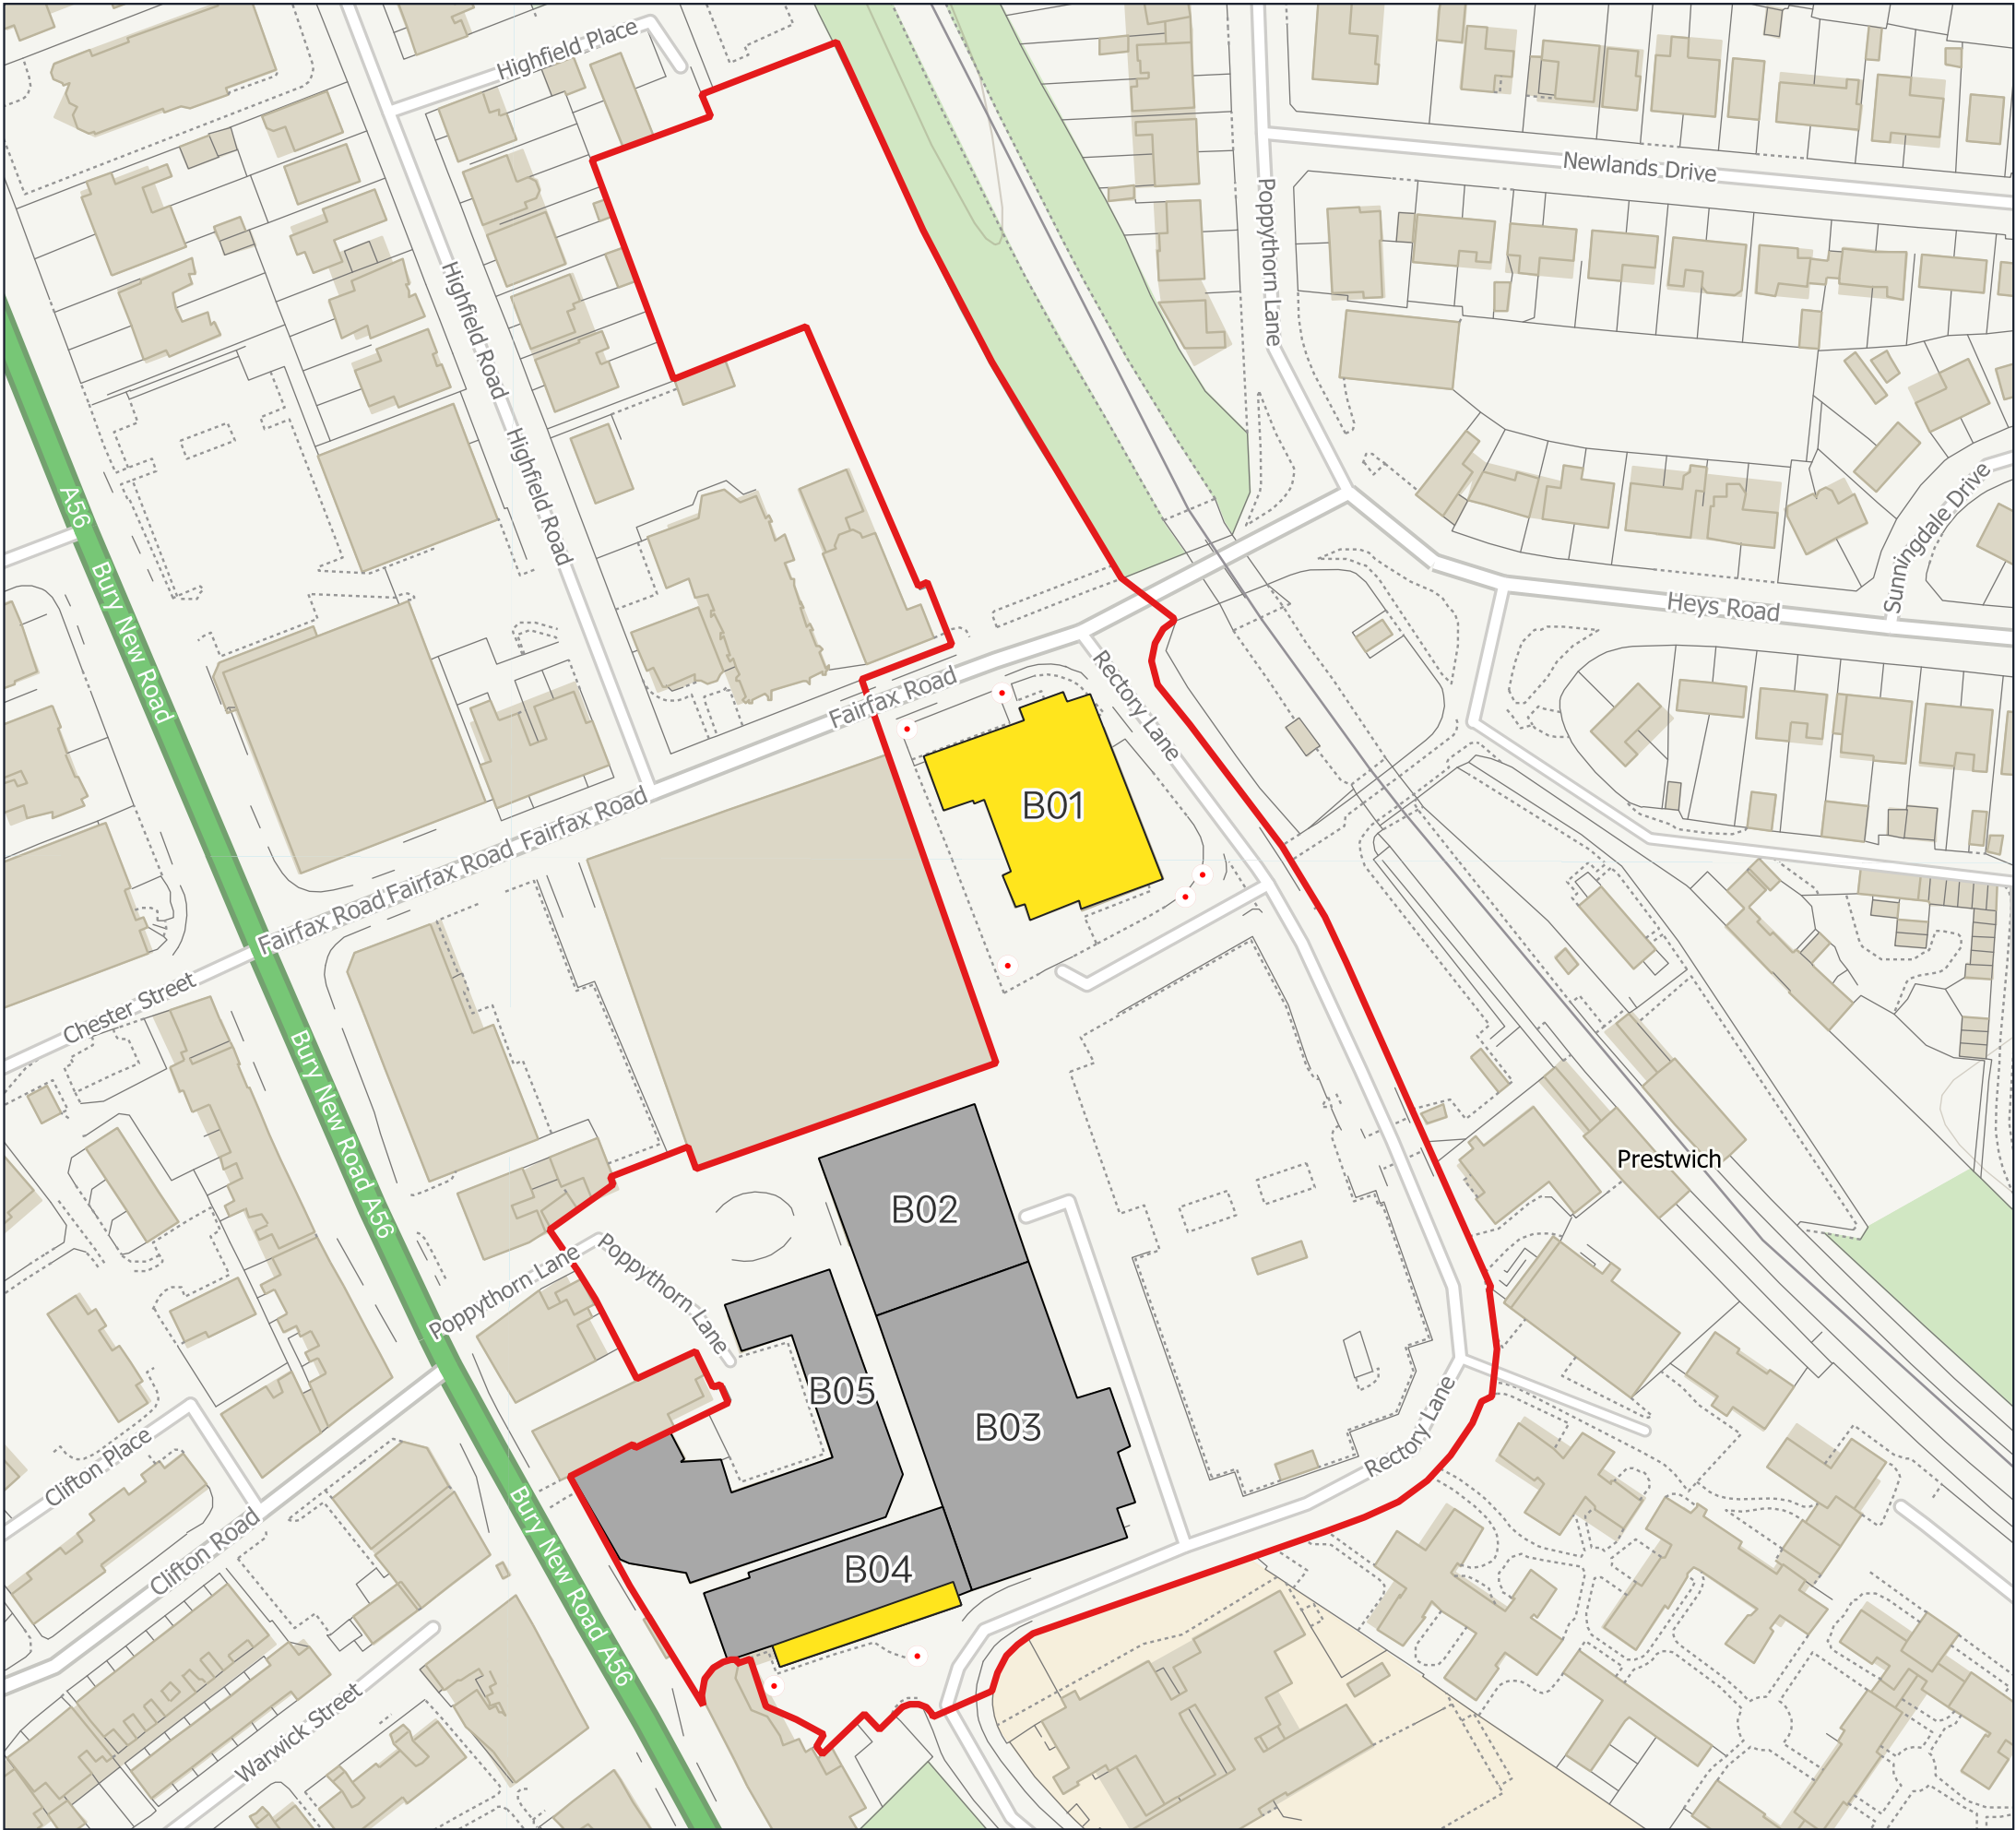 Highfield Place
Newlands Drive
Poppythorn Lane
Highfield Road
Highfield Road
A56
Bury New Road
Sunningdale Drive
Heys Road
Rectory Lane
Fairfax Road
B01
Fairfax Road
Fairfax Road
Fairfax Road
Chester Street
Bury New Road A56
Prestwich
B02
Poppythorn Lane
Poppythorn Lane
B05
B03
Rectory Lane
Clifton Place
Clifton Road
Bury New Road A56
B04
Warwick Street